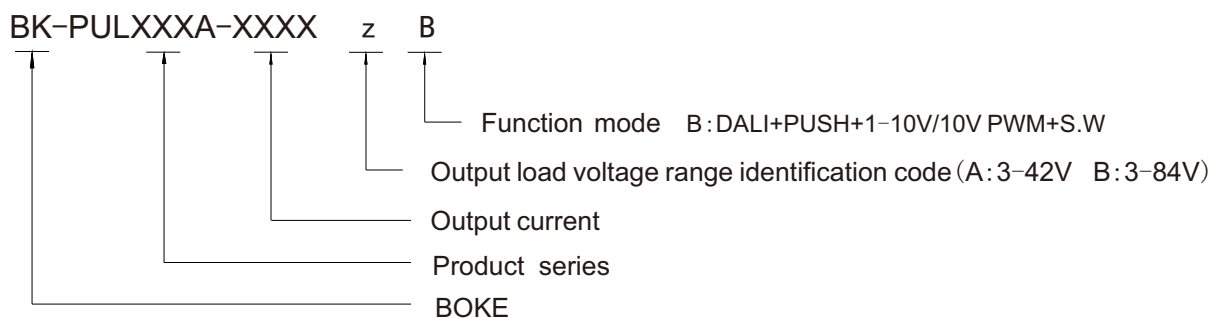 BK-PULXXXA-XXXX z B
Function mode B:DALI+PUSH+1-10V/10V PWM+S.W
Output load voltage range identification code(A:3-42V B:3-84V)
Output current
Product series
BOKE